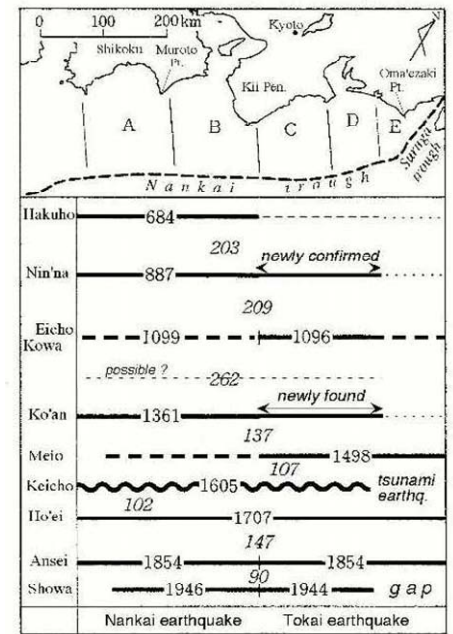 0 100 200km
Kyoto
Shikoku Muroto Pt.
Kii Pen.
Oma'ezaki Pt.
A B C D E
Nankai trough
Suruga trough
Hakuho 684
203
newly confirmed
Nin'na 887
209
Eicho
Kowa 1099 1096
possible ? 262
newly found
Ko'an 1361
137
Meio 1498
107
Keicho 1605 tsunami earthq.
102
Ho'ei 1707
147
Ansei 1854 1854
90
Showa 1946 1944 gap
Nankai earthquake Tokai earthquake